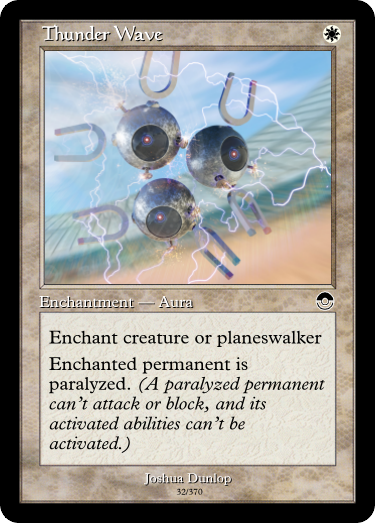 Thunder Wave
Enchantment — Aura
Enchant creature or planeswalker
Enchanted permanent is
paralyzed. (A paralyzed permanent
can't attack or block, and its
activated abilities can't be
activated.)
Joshua Dunlop
32/370